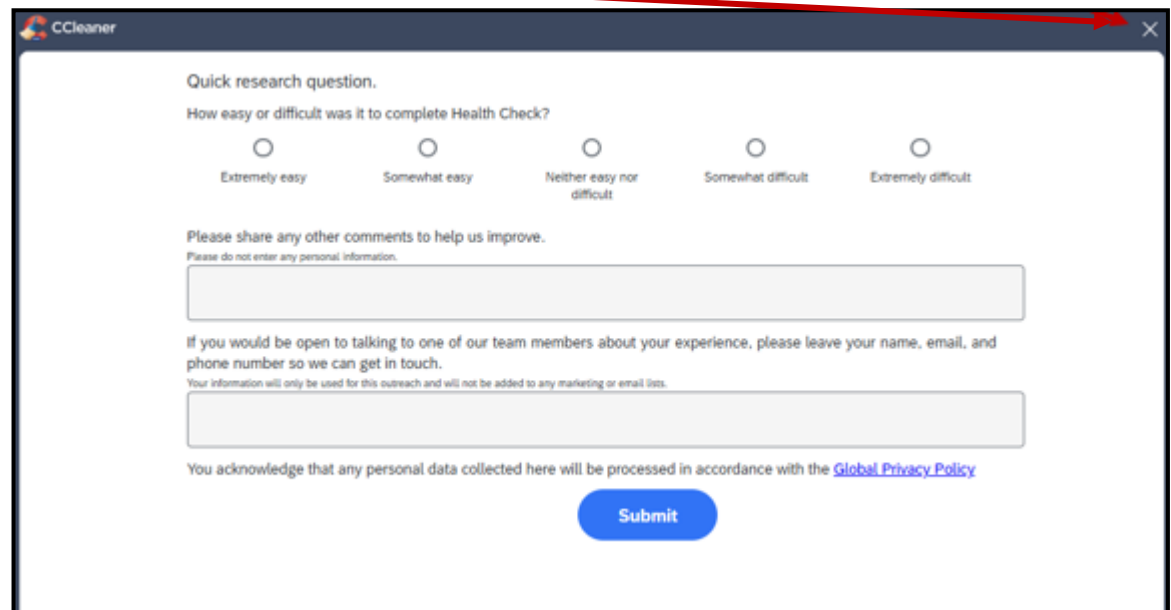 CCleaner
Quick research question.
How easy or difficult was it to complete Health Check?
Extremely easy
Somewhat easy
Neither easy nor
difficult
Somewhat difficult
Extremely difficult
Please share any other comments to help us improve.
Please do not enter any personal information.
If you would be open to talking to one of our team members about your experience, please leave your name, email, and
phone number so we can get in touch.
Your information will only be used for this outreach and will not be added to any marketing or email lists.
You acknowledge that any personal data collected here will be processed in accordance with the Global Privacy Policy
Submit